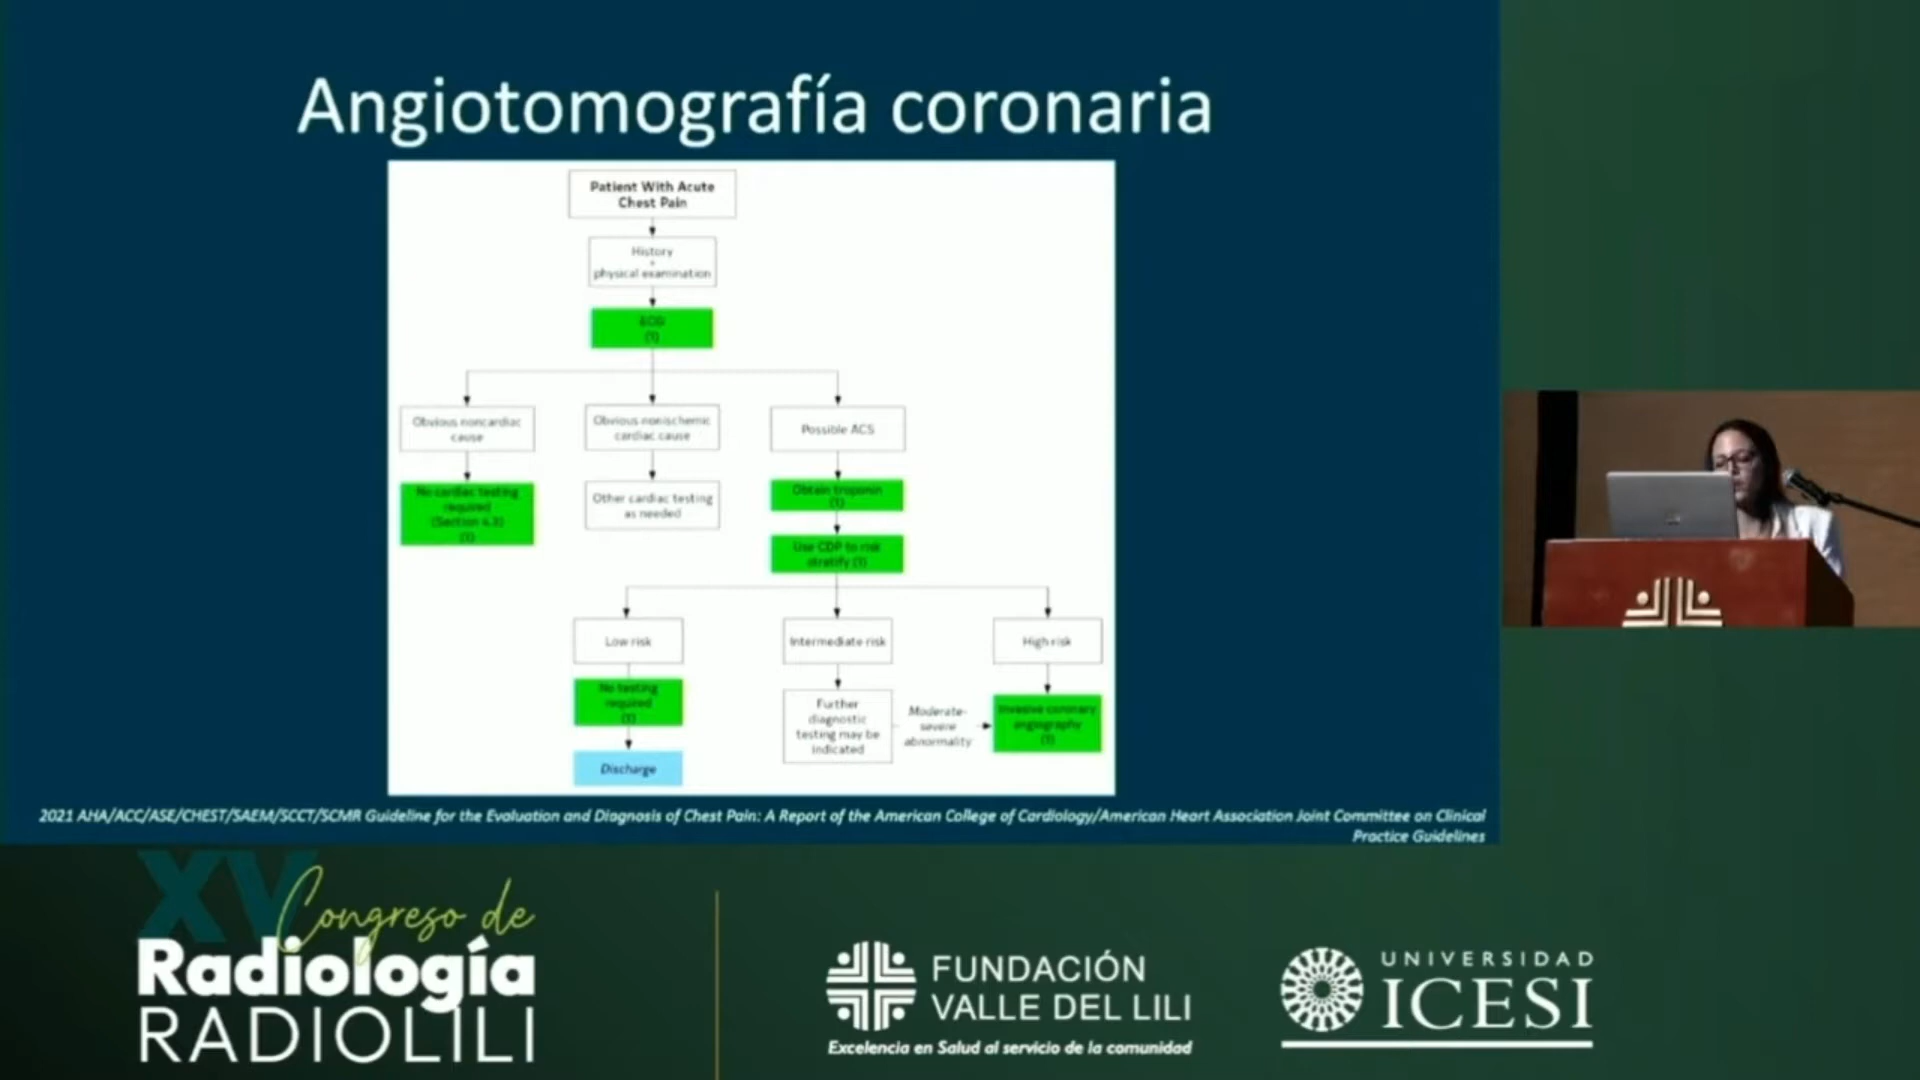 Angiotomografía coronaria
Patient With Acute
Chest Pain
History
+
physical examination
ECG
(1)
Obvious noncardiac
cause
Obvious nonischemic
cardiac cause
Possible ACS
No cardiac testing
required
(Section 4.3)
(1)
Other cardiac testing
as needed
Obtain troponin
(1)
Use CDP to risk
stratify (1)
Low risk
Intermediate risk
High risk
No testing
required
(1)
Further
diagnostic
testing may be
indicated
Moderate-
severe
abnormality
Invasive coronary
angiography
(1)
Discharge
2021 AHA/ACC/ASE/CHEST/SAEM/SCCT/SCMR Guideline for the Evaluation and Diagnosis of Chest Pain: A Report of the American College of Cardiology/American Heart Association Joint Committee on Clinical
Practice Guidelines
XV Congreso de
Radiología
RADIOLILI
FUNDACIÓN
VALLE DEL LILI
Excelencia en Salud al servicio de la comunidad
UNIVERSIDAD
ICESI